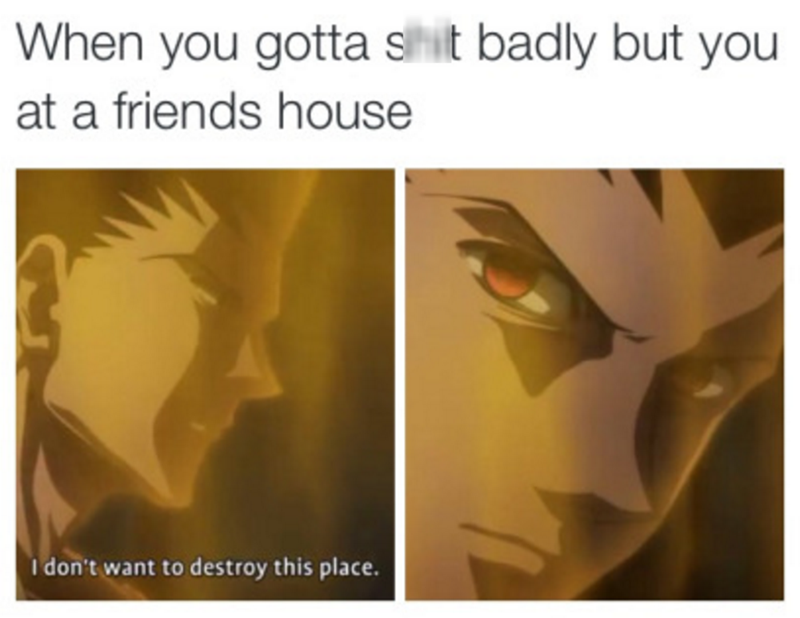 When you gotta s t badly but you
at a friends house
I don't want to destroy this place.